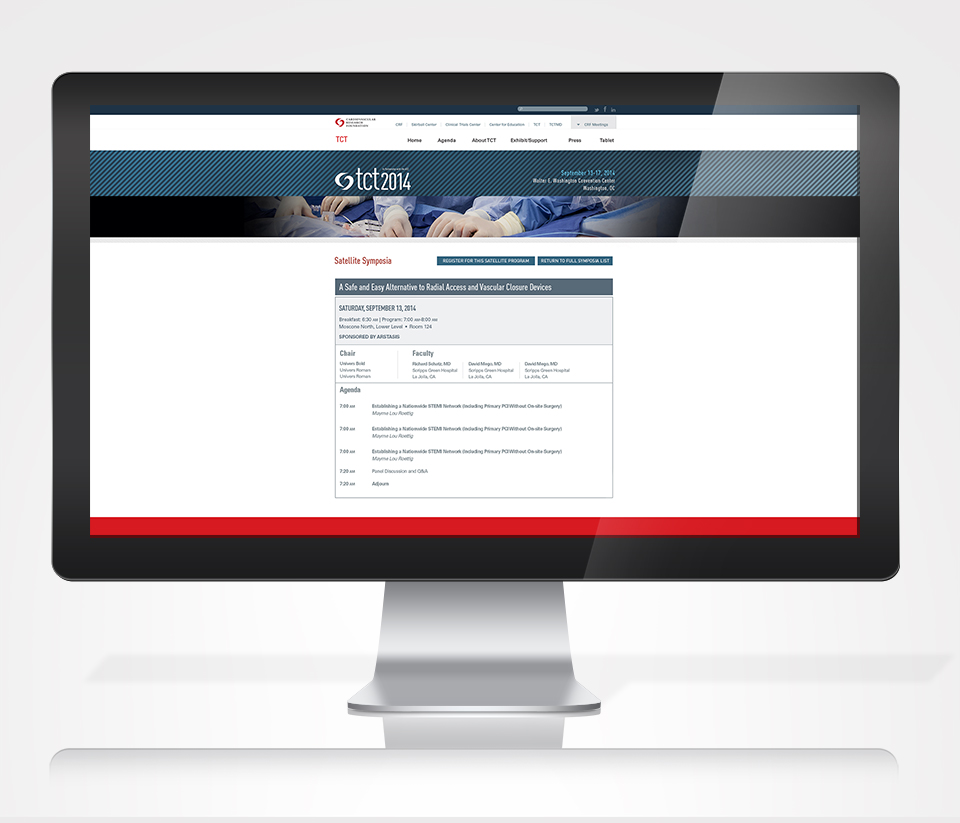 CARDIOVASCULAR
RESEARCH
FOUNDATION
CRF Skirball Center Clinical Trials Center Center for Education TCT TCTMD CRF Meetings
TCT
Home Agenda About TCT Exhibit/Support Press Tablet
tct2014
September 13-17, 2014
Walter E. Washington Convention Center
Washington, DC
Satellite Symposia
REGISTER FOR THIS SATELLITE PROGRAM RETURN TO FULL SYMPOSIA LIST
A Safe and Easy Alternative to Radial Access and Vascular Closure Devices
SATURDAY, SEPTEMBER 13, 2014
Breakfast: 6:30 AM | Program: 7:00 AM-8:00 AM
Moscone North, Lower Level • Room 124
SPONSORED BY ARSTASIS
Chair Faculty
Univers Bold Richard Schatz, MD David Mego, MD David Mego, MD
Univers Roman Scripps Green Hospital Scripps Green Hospital Scripps Green Hospital
Univers Roman La Jolla, CA La Jolla, CA La Jolla, CA
Agenda
7:00 AM Establishing a Nationwide STEMI Network (Including Primary PCI Without On-site Surgery)
Mayme Lou Roettig
7:00 AM Establishing a Nationwide STEMI Network (Including Primary PCI Without On-site Surgery)
Mayme Lou Roettig
7:00 AM Establishing a Nationwide STEMI Network (Including Primary PCI Without On-site Surgery)
Mayme Lou Roettig
7:20 AM Panel Discussion and Q&A
7:20 AM Adjourn